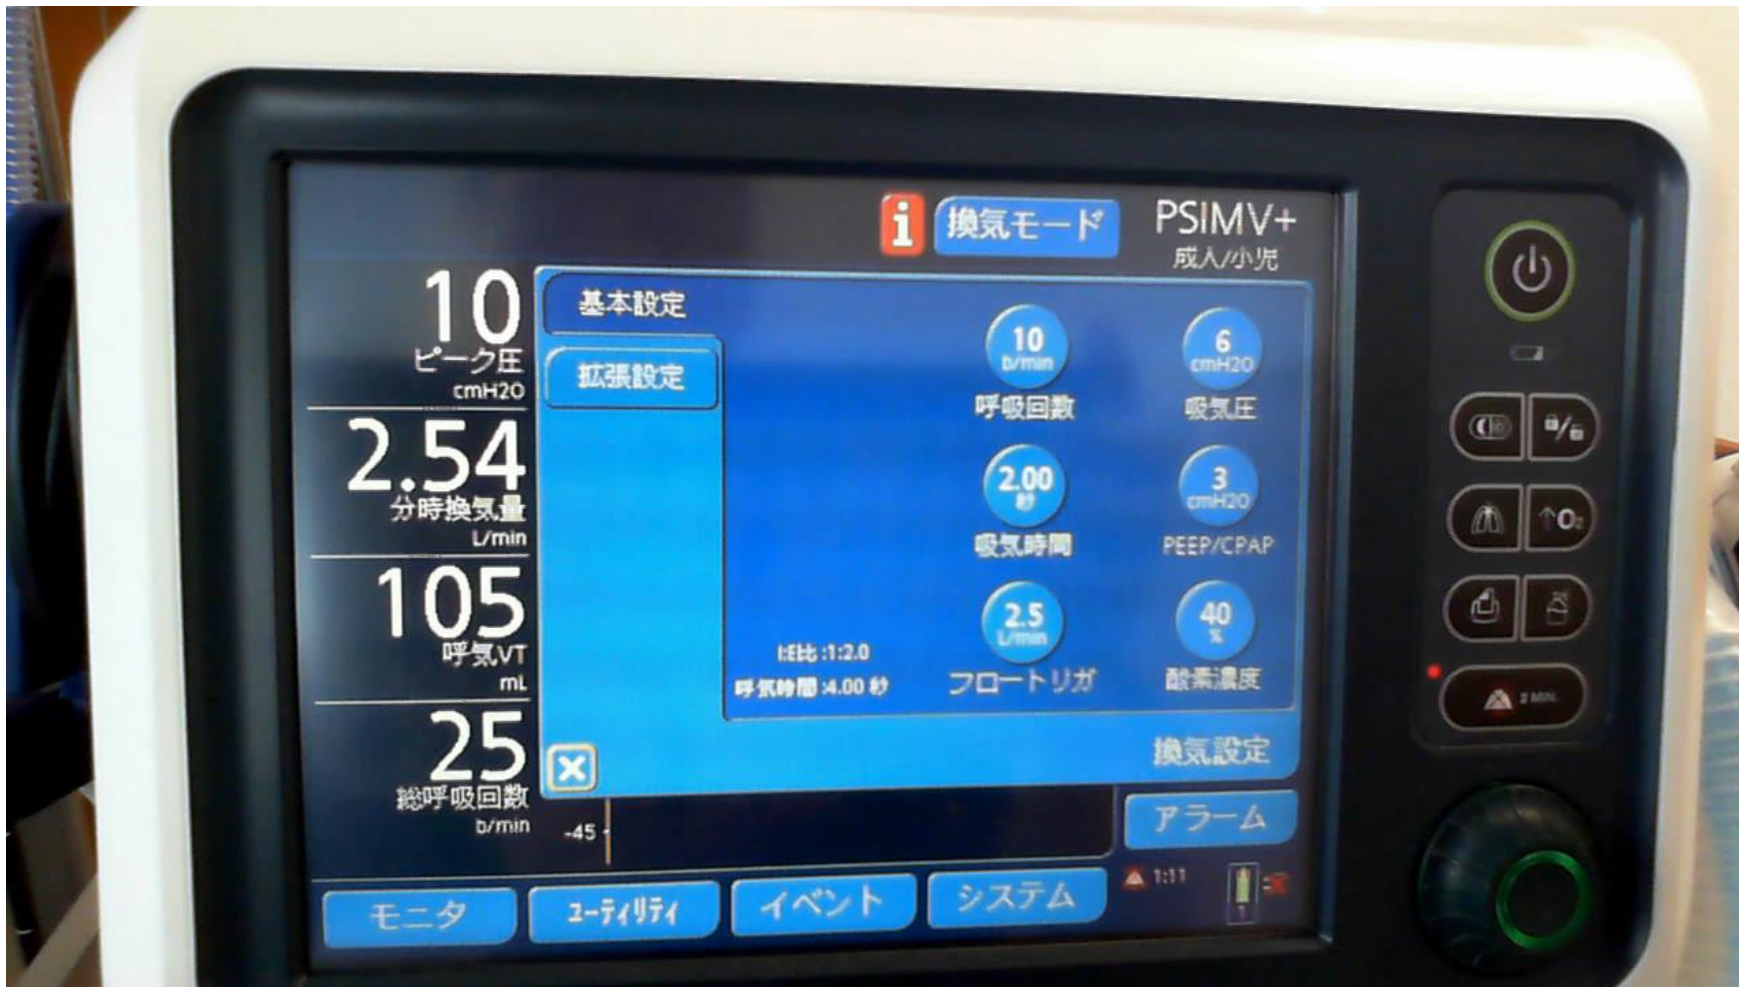 i 換気モード PSIMV+
成人/小児
10
ピーク圧
cmH2O
2.54
分時換気量
L/min
105
呼気VT
mL
25
総呼吸回数
b/min
基本設定
拡張設定
10
b/min
呼吸回数
6
cmH2O
吸気圧
2.00
秒
吸気時間
3
cmH2O
PEEP/CPAP
2.5
L/min
フロートリガ
40
%
酸素濃度
I:E比 :1:2.0
呼気時間 :4.00 秒
換気設定
-45
アラーム
モニタ
ユーティリティ
イベント
システム
1:11
1
↑O₂
2 MIN.